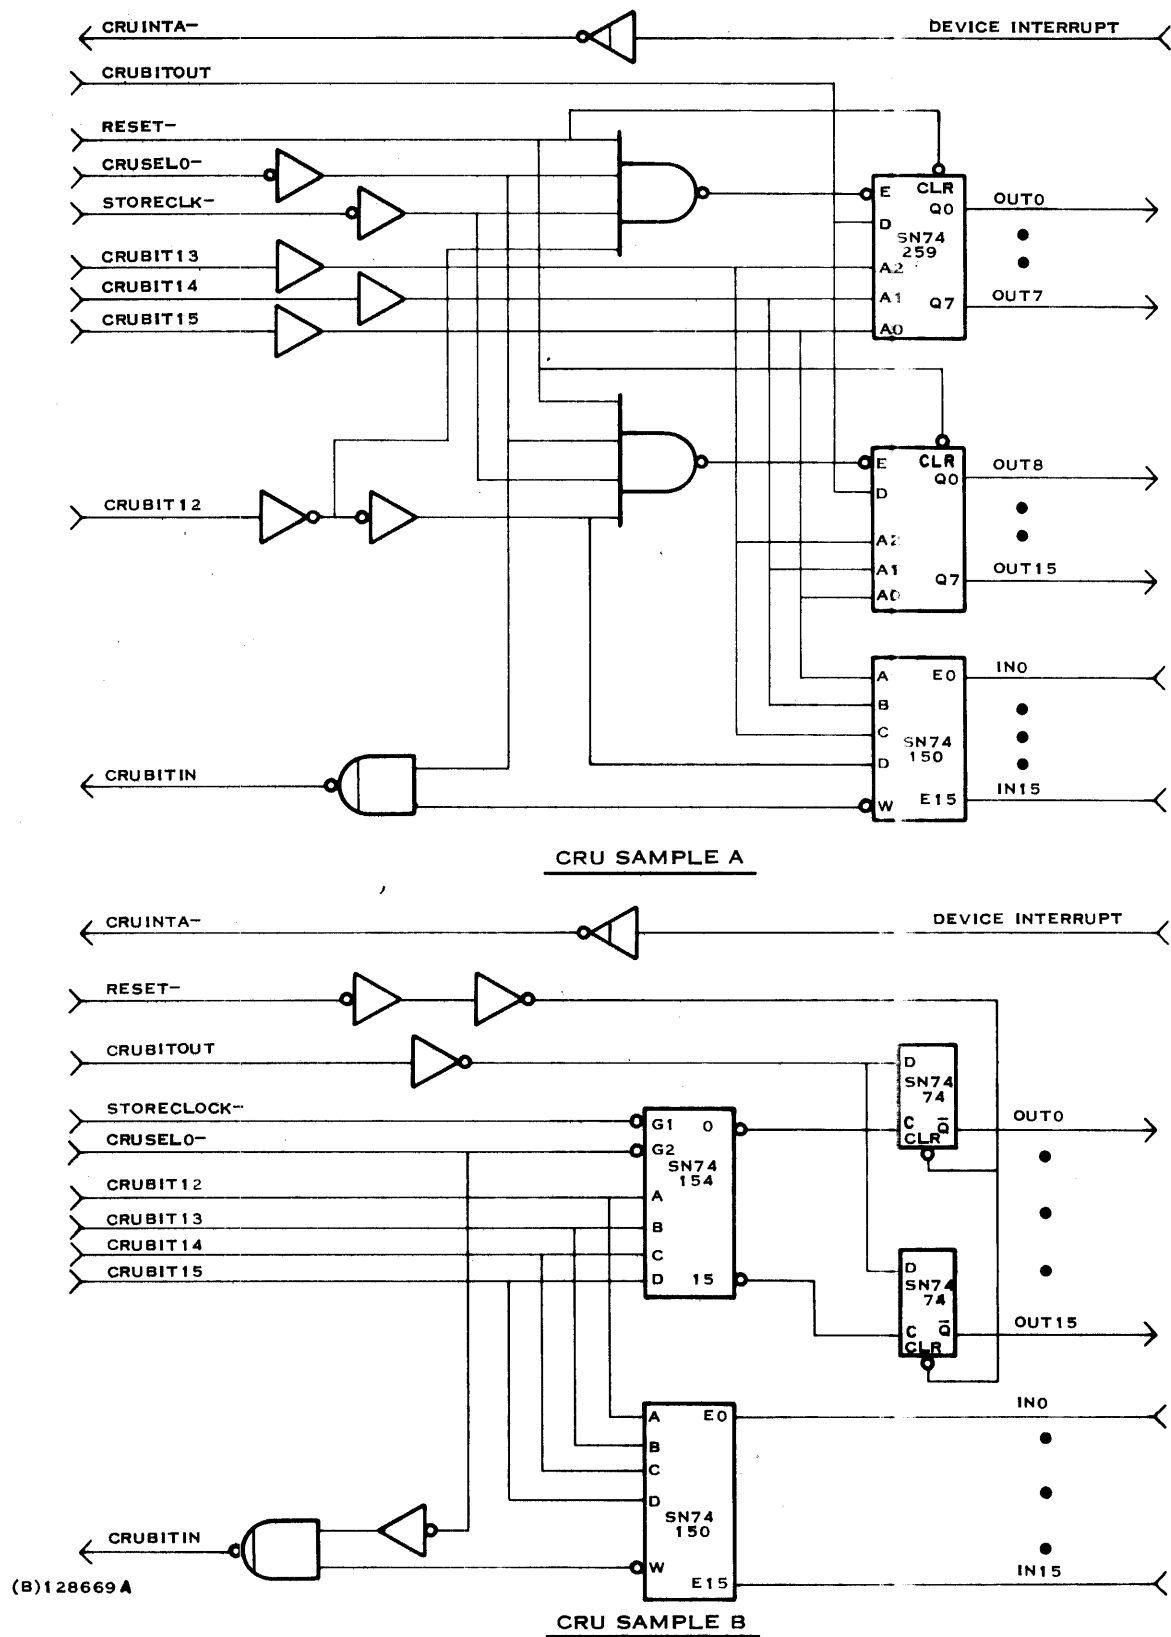 CRUINTA-
DEVICE INTERRUPT
CRUBITOUT
RESET-
CRUSEL0-
STORECLK-
CRUBIT13
CRUBIT14
CRUBIT15
E
CLR
Q0
D
SN74
259
A2
A1
Q7
A0
OUT0
OUT7
CRUBIT12
E
CLR
Q0
D
A2
A1
Q7
A0
OUT8
OUT15
A
E0
B
C
SN74
150
D
W
E15
IN0
IN15
CRUBITIN
CRU SAMPLE A
CRUINTA-
DEVICE INTERRUPT
RESET-
CRUBITOUT
STORECLOCK-
CRUSEL0-
CRUBIT12
CRUBIT13
CRUBIT14
CRUBIT15
G1
0
G2
SN74
154
A
B
C
D
15
D
SN74
74
C
Q̅
CLR
OUT0
D
SN74
74
C
Q̅
CLR
OUT15
A
E0
B
C
D
SN74
150
W
E15
IN0
IN15
CRUBITIN
(B)128669A
CRU SAMPLE B